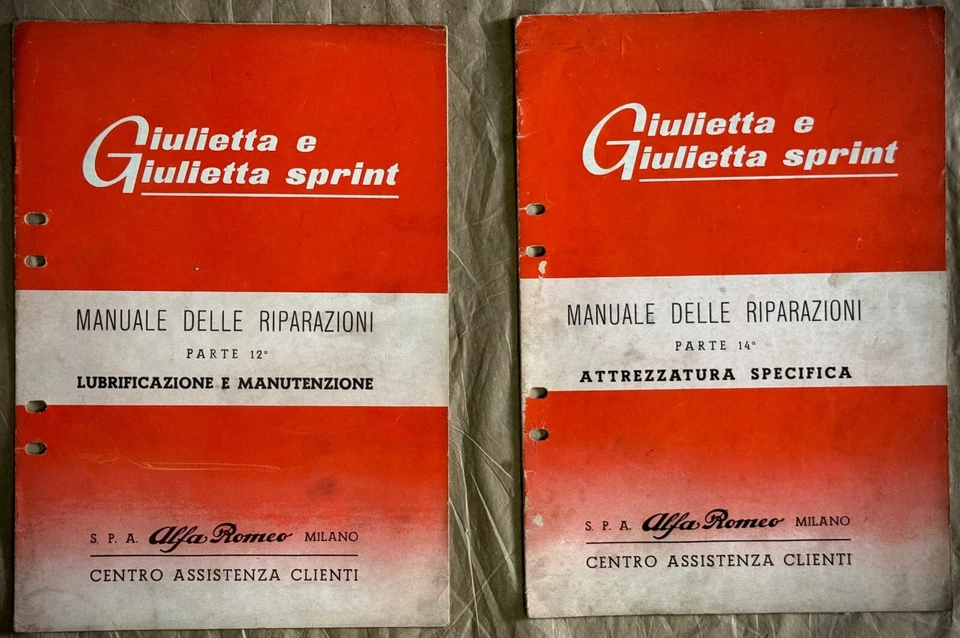 Giulietta e
Giulietta sprint
MANUALE DELLE RIPARAZIONI
PARTE 12ª
LUBRIFICAZIONE E MANUTENZIONE
S. P. A. Alfa Romeo MILANO
CENTRO ASSISTENZA CLIENTI
Giulietta e
Giulietta sprint
MANUALE DELLE RIPARAZIONI
PARTE 14ª
ATTREZZATURA SPECIFICA
S. P. A. Alfa Romeo MILANO
CENTRO ASSISTENZA CLIENTI